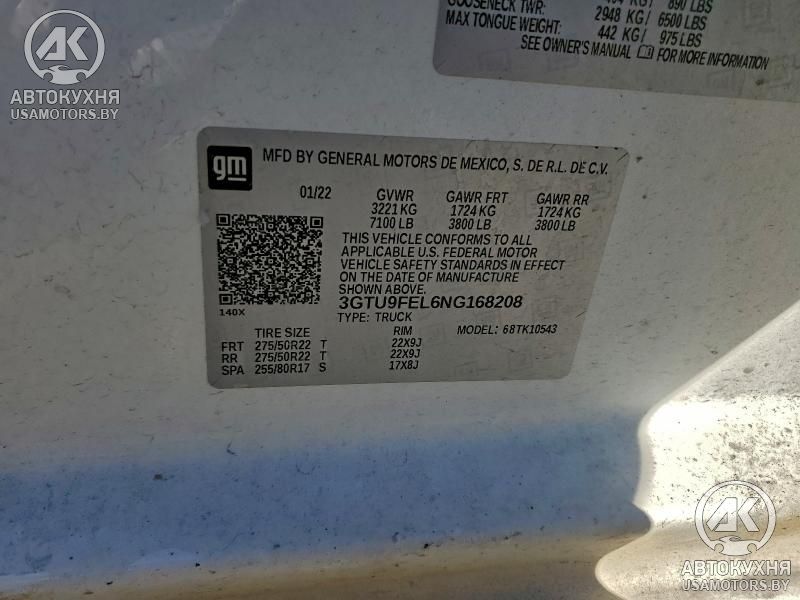 GOOSENECK TWR: 890 LBS
2948 KG/ 6500 LBS
MAX TONGUE WEIGHT: 442 KG/ 975 LBS
SEE OWNER'S MANUAL FOR MORE INFORMATION
AK
АВТОКУХНЯ
USAMOTORS.BY
gm
MFD BY GENERAL MOTORS DE MEXICO, S. DE R.L. DE C.V.
01/22 GVWR GAWR FRT GAWR RR
3221 KG 1724 KG 1724 KG
7100 LB 3800 LB 3800 LB
THIS VEHICLE CONFORMS TO ALL
APPLICABLE U.S. FEDERAL MOTOR
VEHICLE SAFETY STANDARDS IN EFFECT
ON THE DATE OF MANUFACTURE
SHOWN ABOVE.
140X
3GTU9FEL6NG168208
TYPE: TRUCK MODEL: 68TK10543
TIRE SIZE RIM
FRT 275/50R22 T 22X9J
RR 275/50R22 T 22X9J
SPA 255/80R17 S 17X8J
AK
АВТОКУХНЯ
USAMOTORS.BY